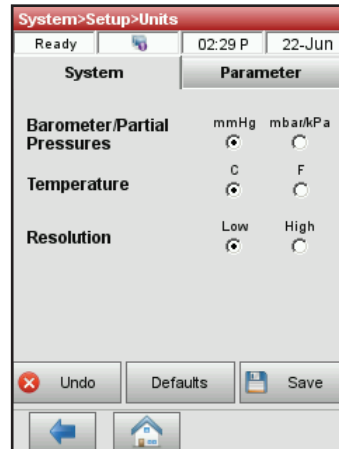 System>Setup>Units
Ready 02:29 P 22-Jun
System Parameter
Barometer/Partial Pressures mmHg mbar/kPa
Temperature C F
Resolution Low High
Undo Defaults Save